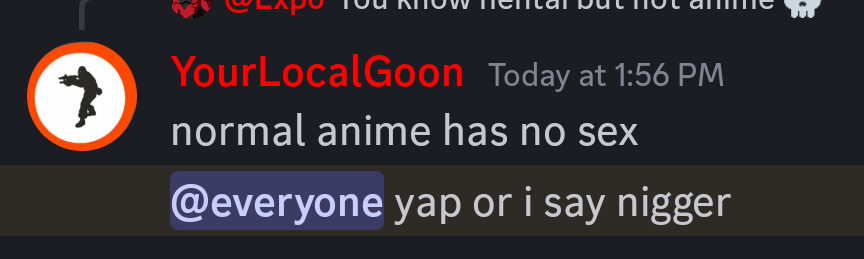 @Expo You know hentai but not anime
YourLocalGoon Today at 1:56 PM
normal anime has no sex
@everyone yap or i say nigger